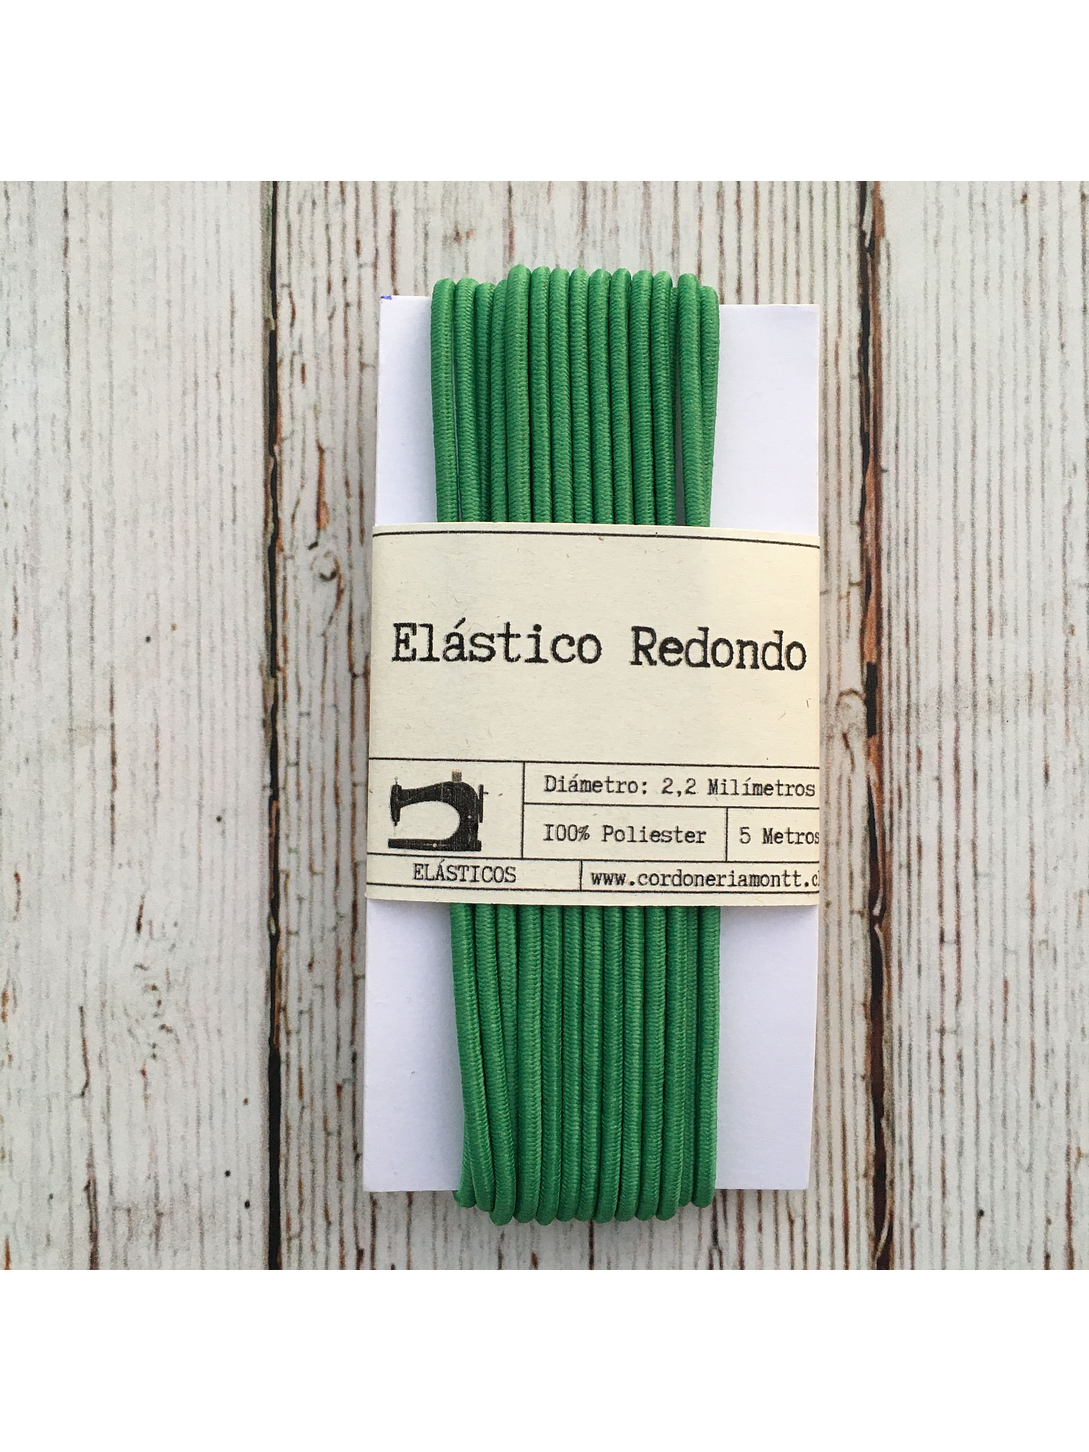 Elástico Redondo
Diámetro: 2,2 Milímetros
100% Poliester
5 Metros
ELÁSTICOS
www.cordoneriamontt.c